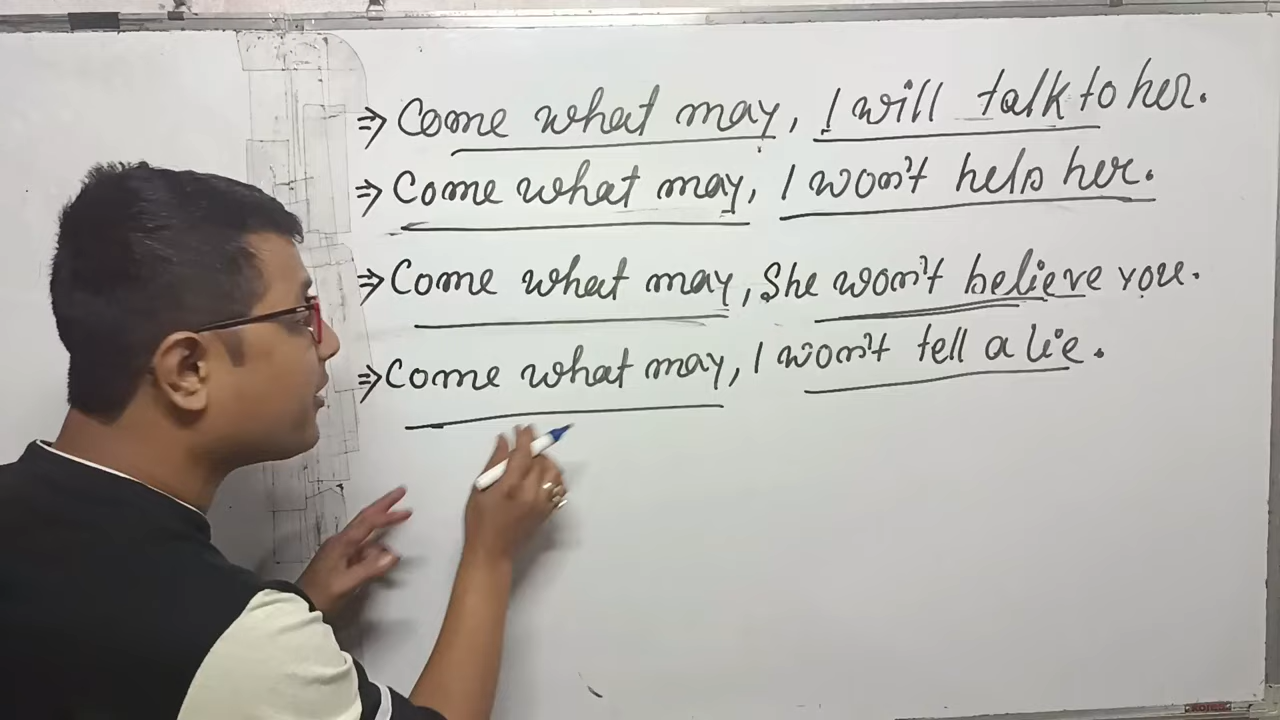 ⇒ Come what may, I will talk to her.
⇒ Come what may, I won't help her.
⇒ Come what may, She won't believe you.
⇒ Come what may, I won't tell a lie.